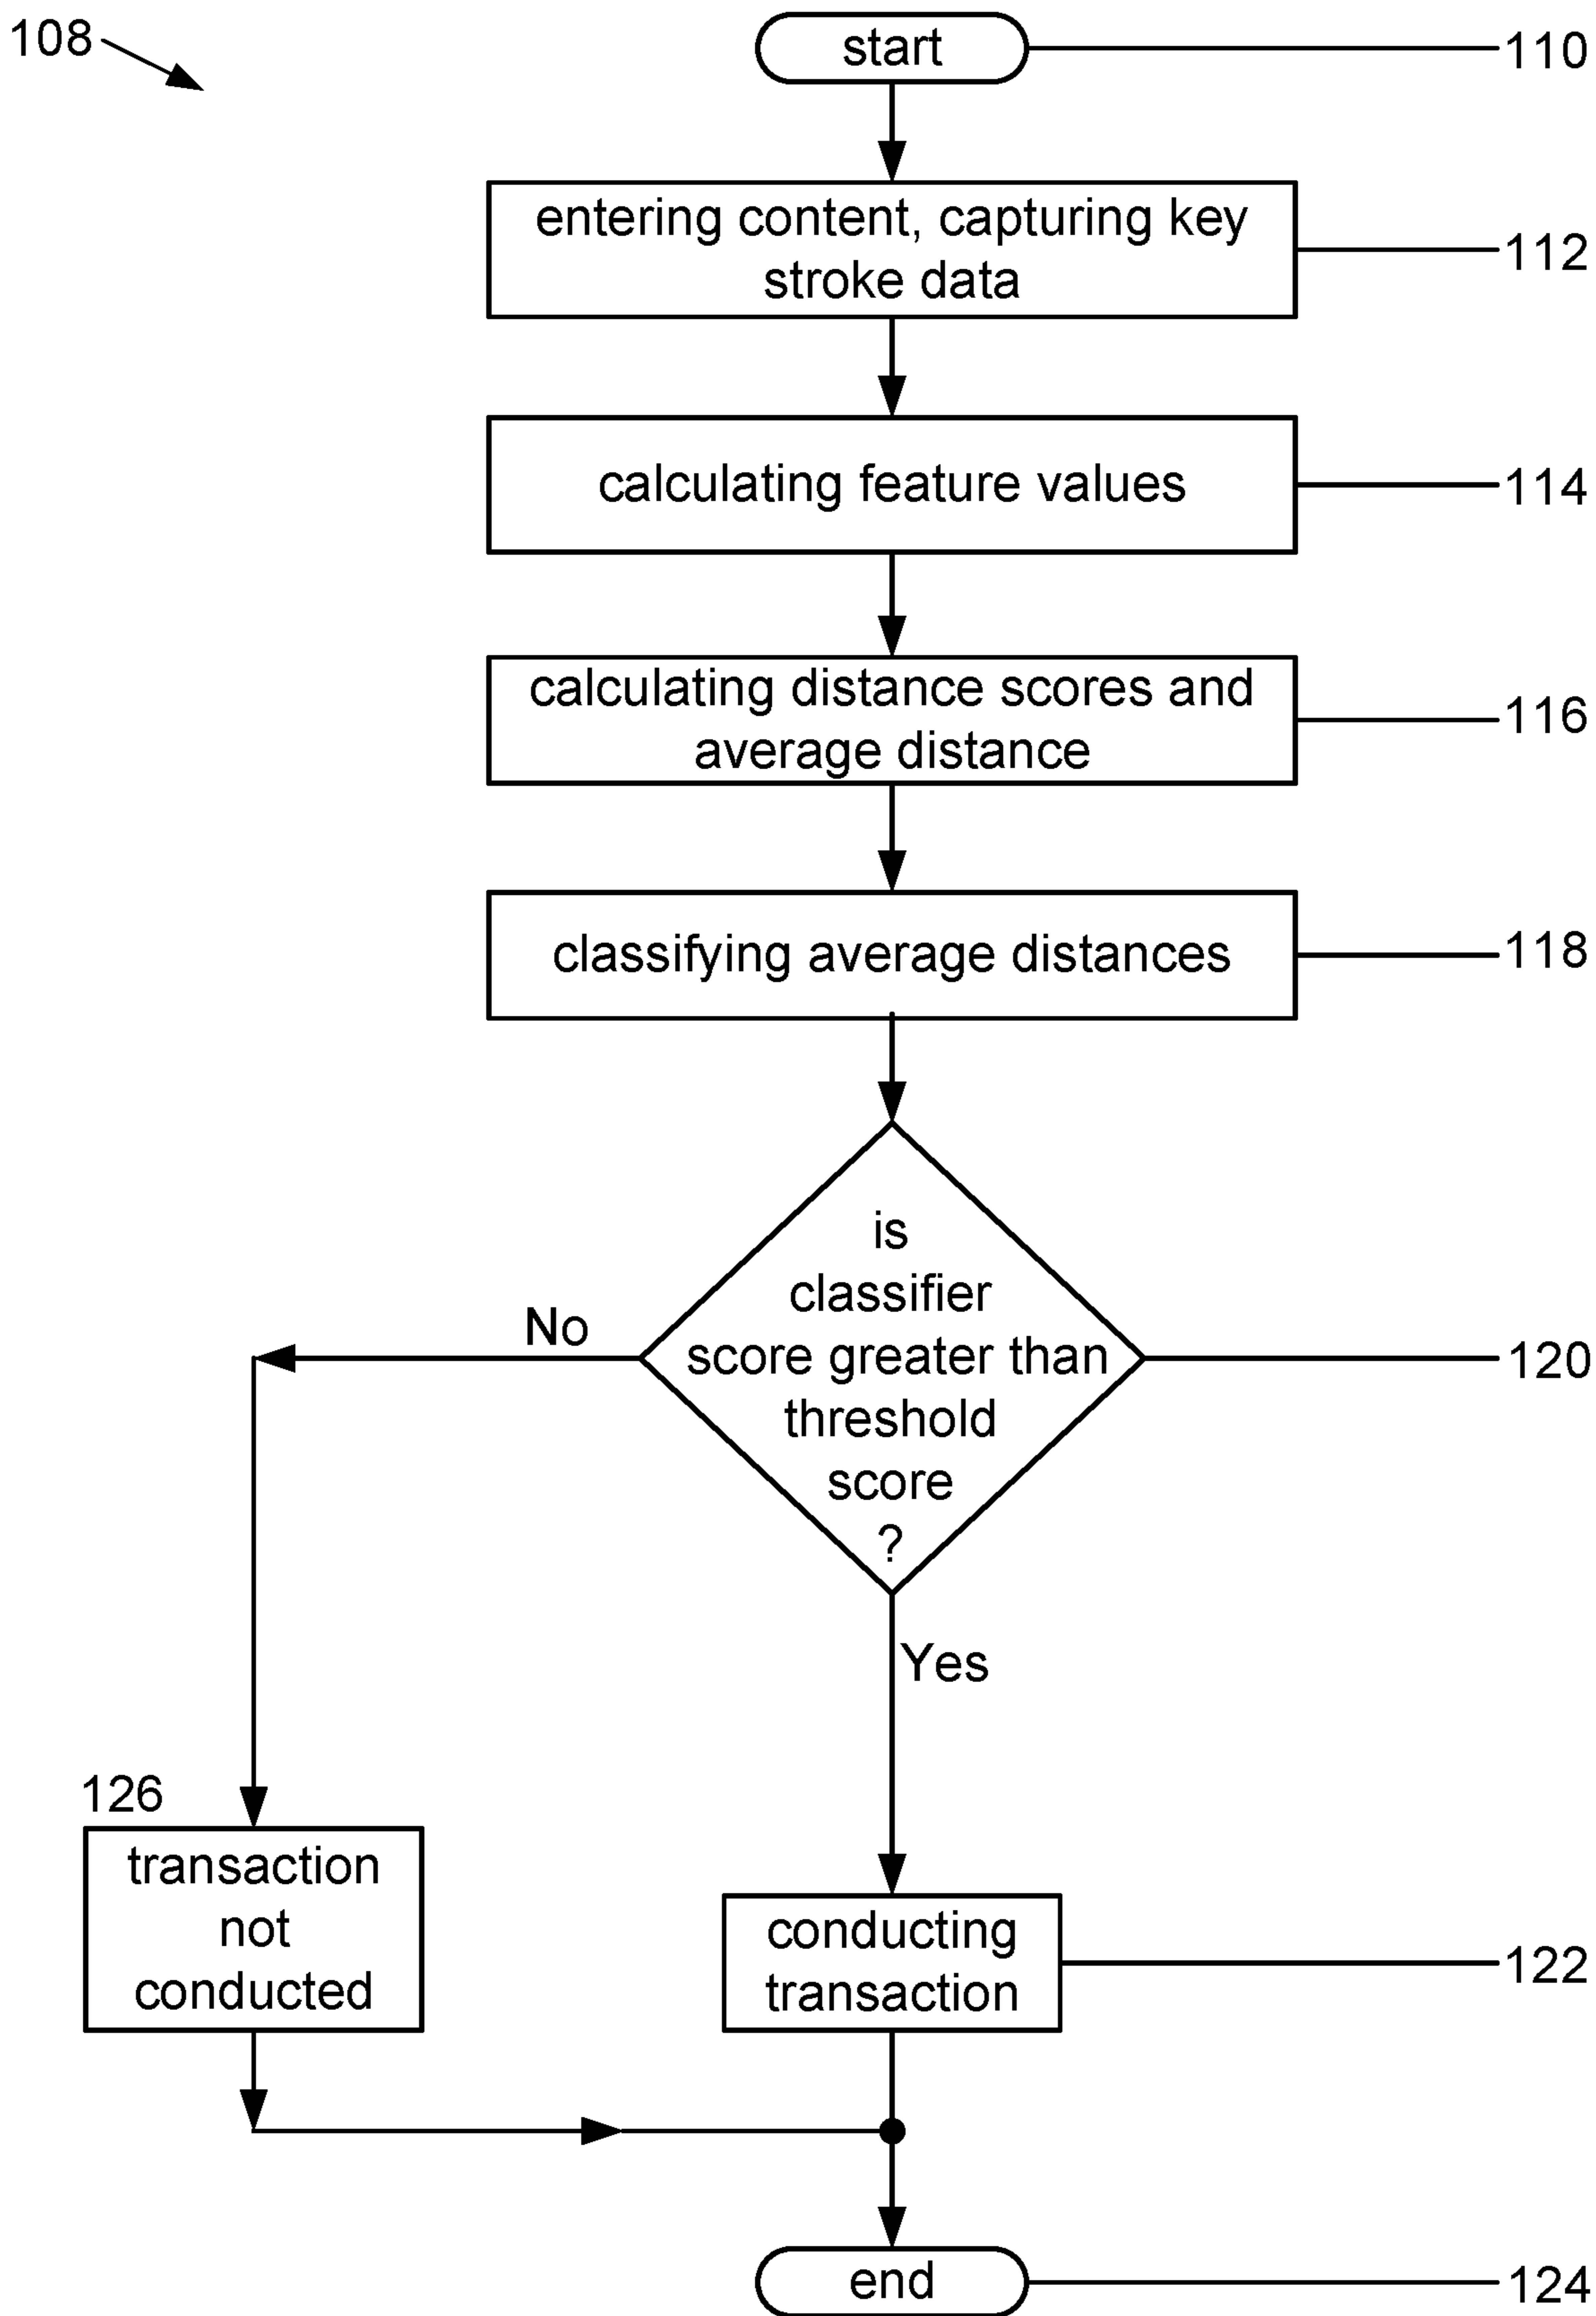 108
start
110
entering content, capturing key
stroke data
112
calculating feature values
114
calculating distance scores and
average distance
116
classifying average distances
118
is
classifier
score greater than
threshold
score
?
120
No
Yes
126
transaction
not
conducted
conducting
transaction
122
end
124